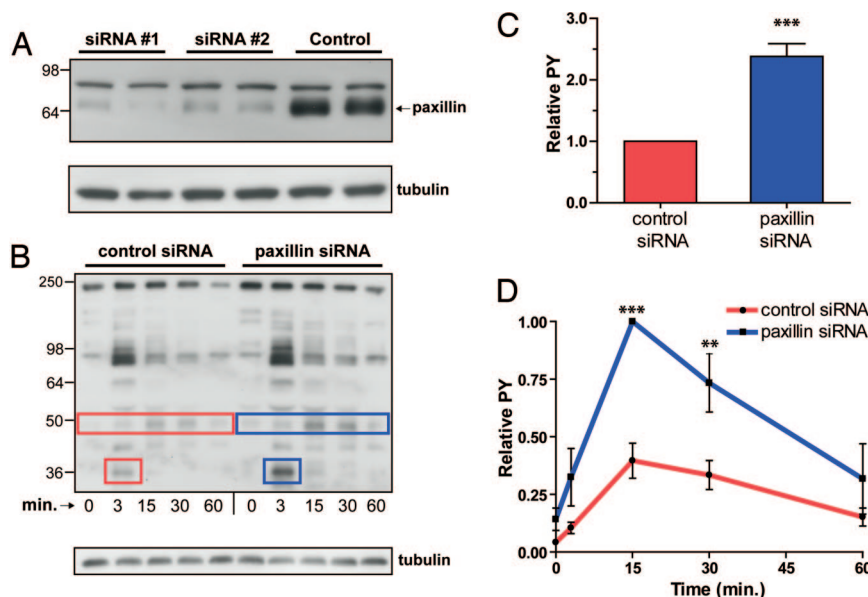 A
siRNA #1 siRNA #2 Control
98
64
←paxillin
tubulin
B
control siRNA paxillin siRNA
250
98
64
50
36
min.→ 0 3 15 30 60 0 3 15 30 60
tubulin
C
Relative PY
3.0
2.0
1.0
0.0
***
control
siRNA
paxillin
siRNA
D
control siRNA
paxillin siRNA
Relative PY
1.00
0.75
0.50
0.25
0.00
***
**
0 15 30 45 60
Time (min.)